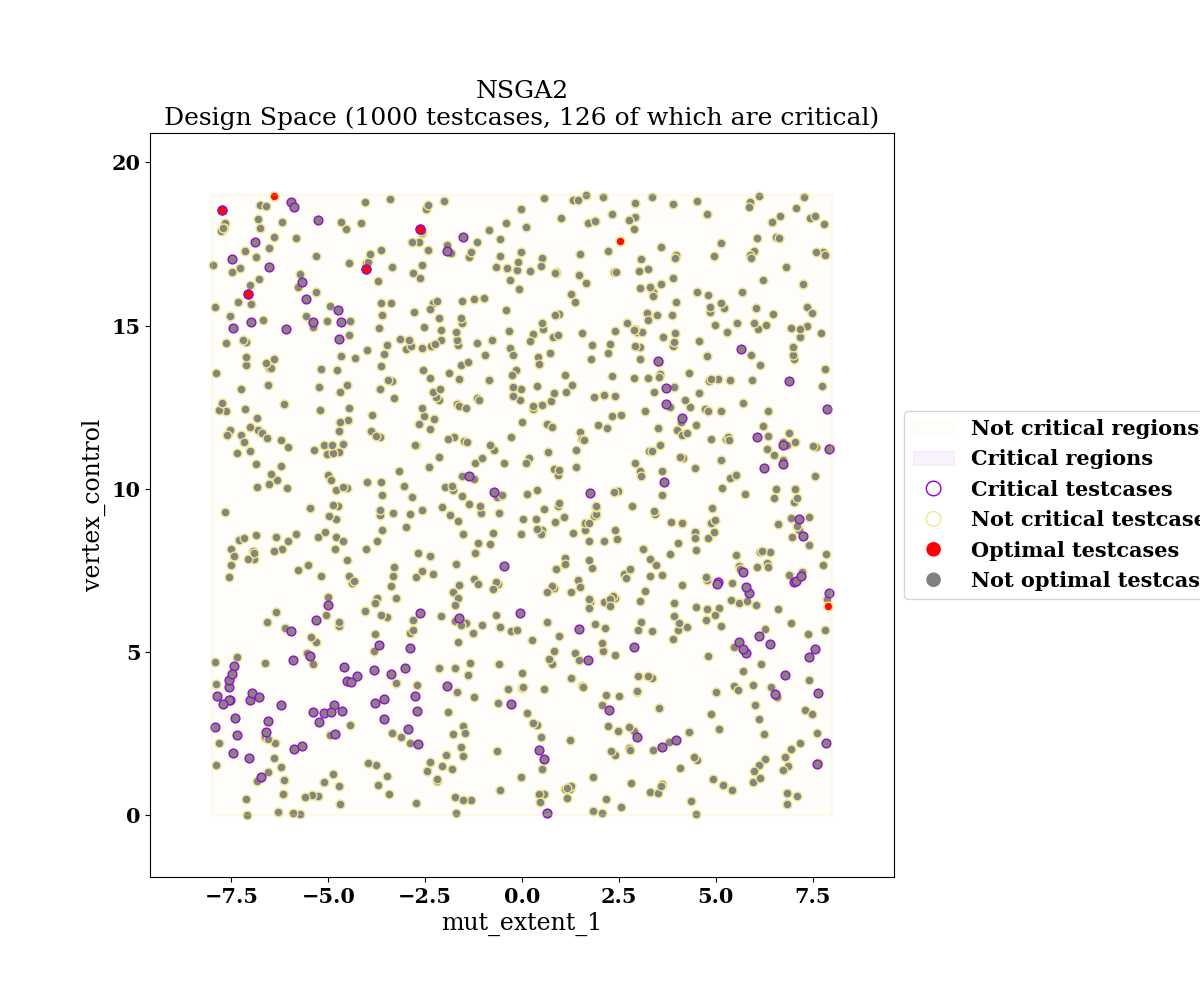 NSGA2
Design Space (1000 testcases, 126 of which are critical)
20
15
10
5
0
vertex_control
−7.5 −5.0 −2.5 0.0 2.5 5.0 7.5
mut_extent_1
Not critical regions
Critical regions
Critical testcases
Not critical testcase
Optimal testcases
Not optimal testcas